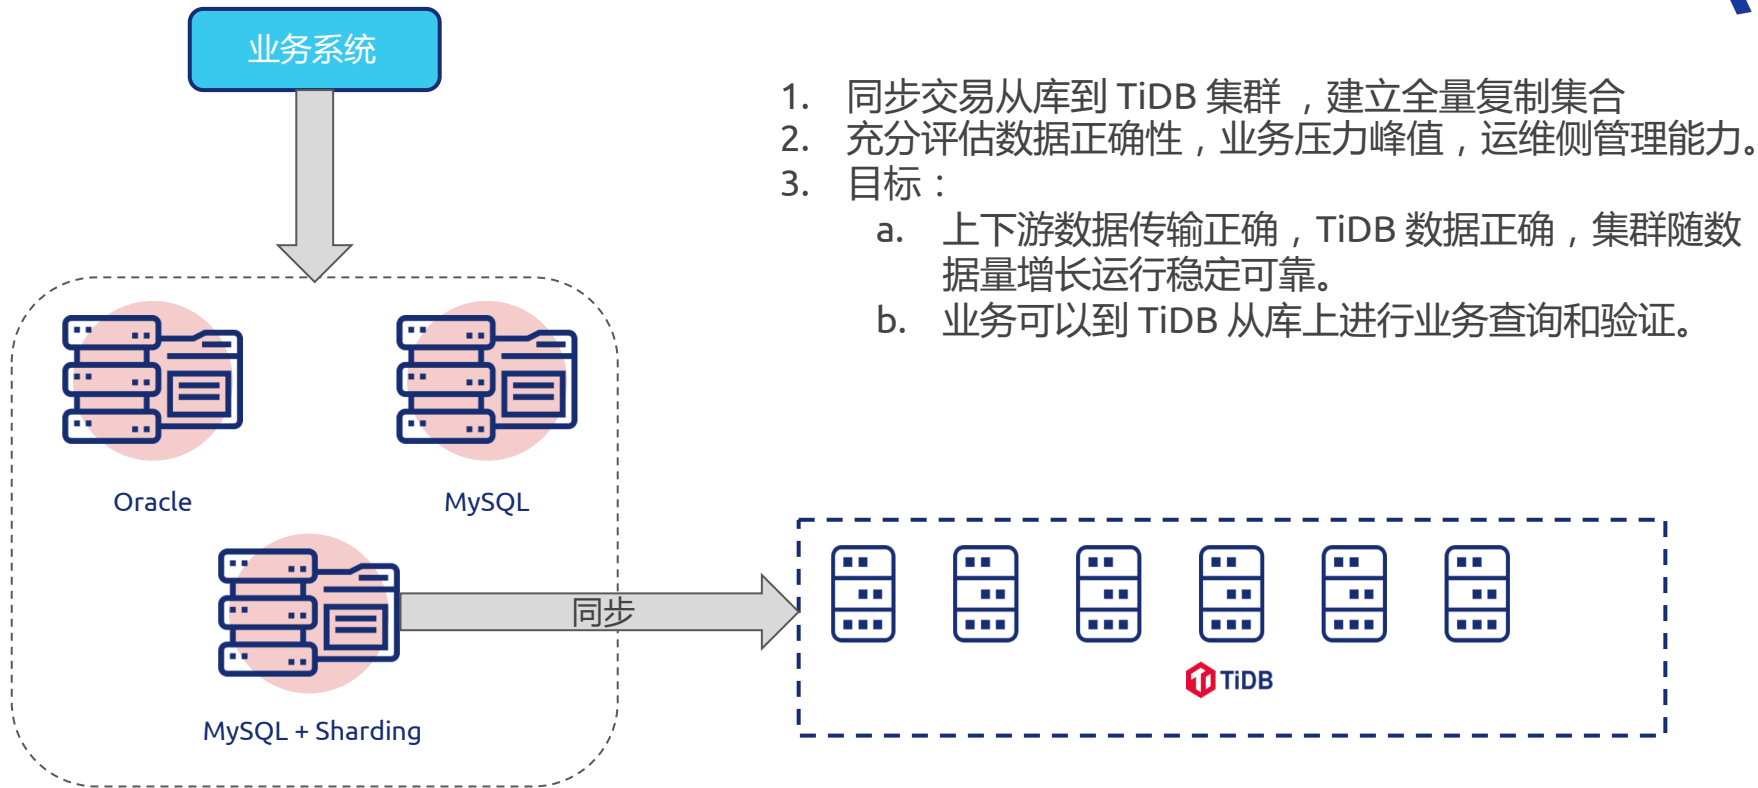 业务系统
1. 同步交易从库到 TiDB 集群 ，建立全量复制集合
2. 充分评估数据正确性，业务压力峰值，运维侧管理能力。
3. 目标：
a. 上下游数据传输正确，TiDB 数据正确，集群随数
据量增长运行稳定可靠。
b. 业务可以到 TiDB 从库上进行业务查询和验证。
Oracle
MySQL
同步
TiDB
MySQL + Sharding